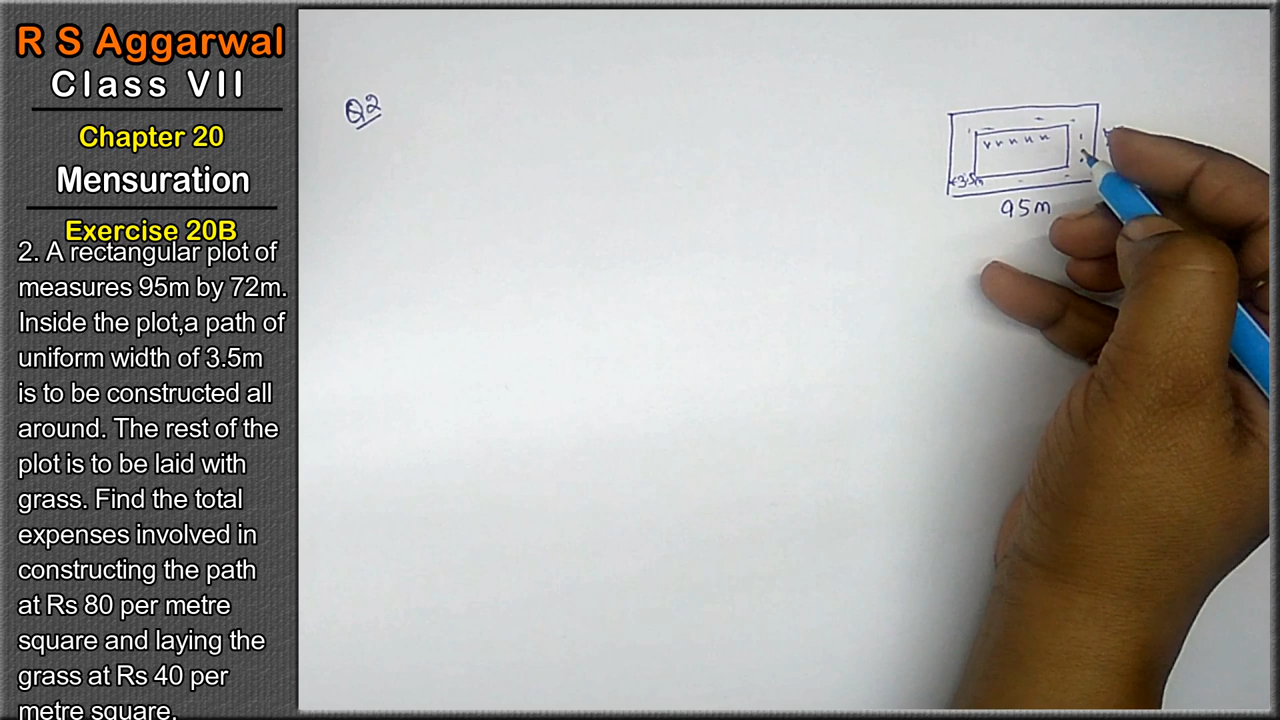 R S Aggarwal
Class VII
Chapter 20
Mensuration
Exercise 20B
2. A rectangular plot of
measures 95m by 72m.
Inside the plot,a path of
uniform width of 3.5m
is to be constructed all
around. The rest of the
plot is to be laid with
grass. Find the total
expenses involved in
constructing the path
at Rs 80 per metre
square and laying the
grass at Rs 40 per
metre square.
Q2
3.5m
95m